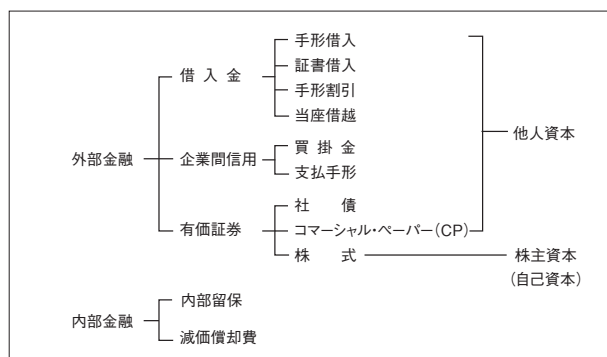 手形借入
証書借入
借入金
手形割引
当座借越
他人資本
買掛金
外部金融
企業間信用
支払手形
社債
有価証券
コマーシャル・ペーパー(CP)
株式
株主資本
(自己資本)
内部留保
内部金融
減価償却費